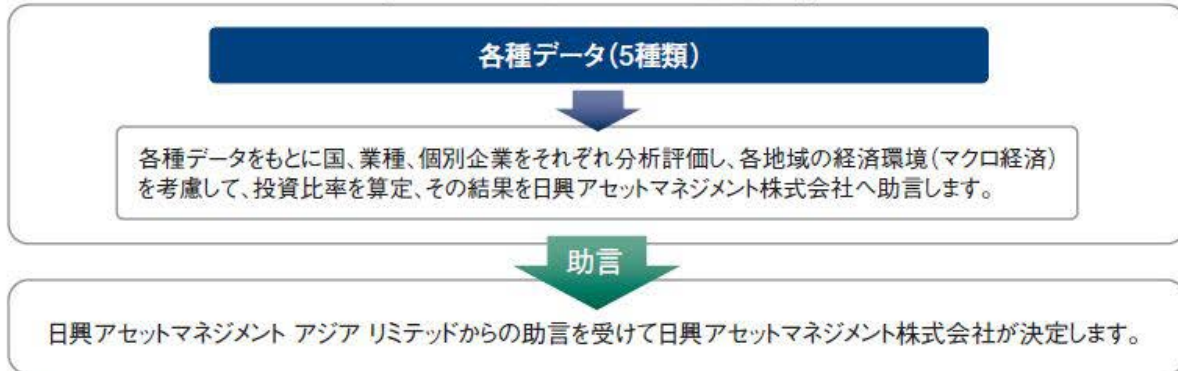 各種データ(5種類)
各種データをもとに国、業種、個別企業をそれぞれ分析評価し、各地域の経済環境(マクロ経済)
を考慮して、投資比率を算定、その結果を日興アセットマネジメント株式会社へ助言します。
助言
日興アセットマネジメント アジア リミテッドからの助言を受けて日興アセットマネジメント株式会社が決定します。